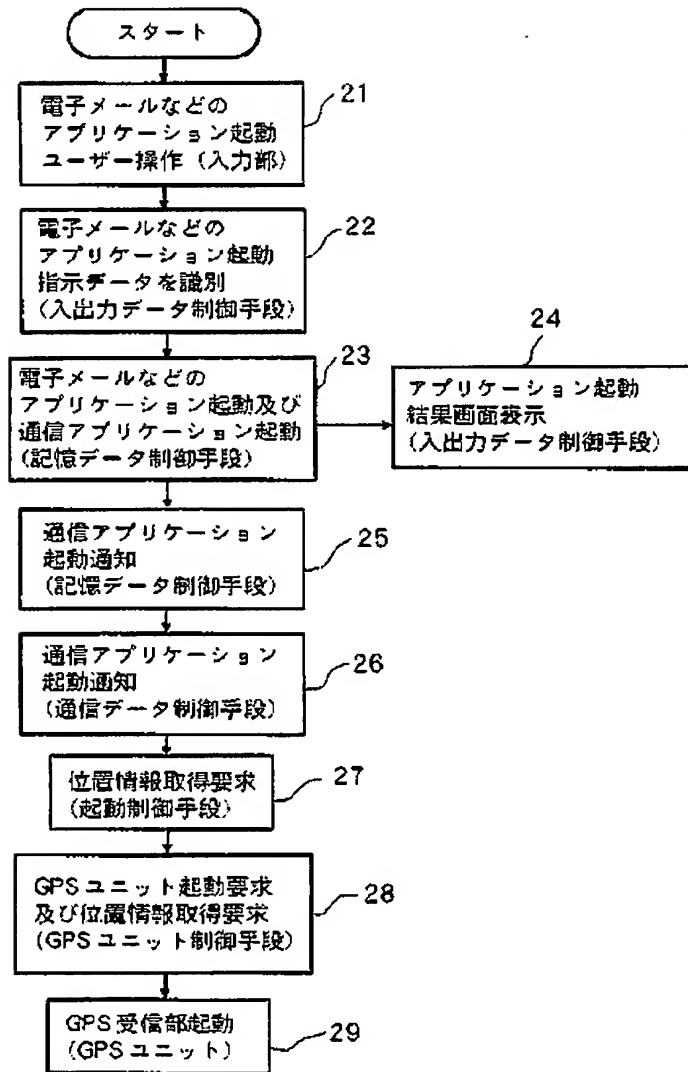 スタート
電子メールなどの
アプリケーション起動
ユーザー操作（入力部）
21
電子メールなどの
アプリケーション起動
指示データを識別
(入出力データ制御手段)
22
電子メールなどの
アプリケーション起動及び
通信アプリケーション起動
(記憶データ制御手段)
23
24
アプリケーション起動
結果画面表示
(入出力データ制御手段)
通信アプリケーション
起動通知
(記憶データ制御手段)
25
通信アプリケーション
起動通知
(通信データ制御手段)
26
位置情報取得要求
(起動制御手段)
27
GPSユニット起動要求
及び位置情報取得要求
(GPSユニット制御手段)
28
GPS受信部起動
(GPSユニット)
29